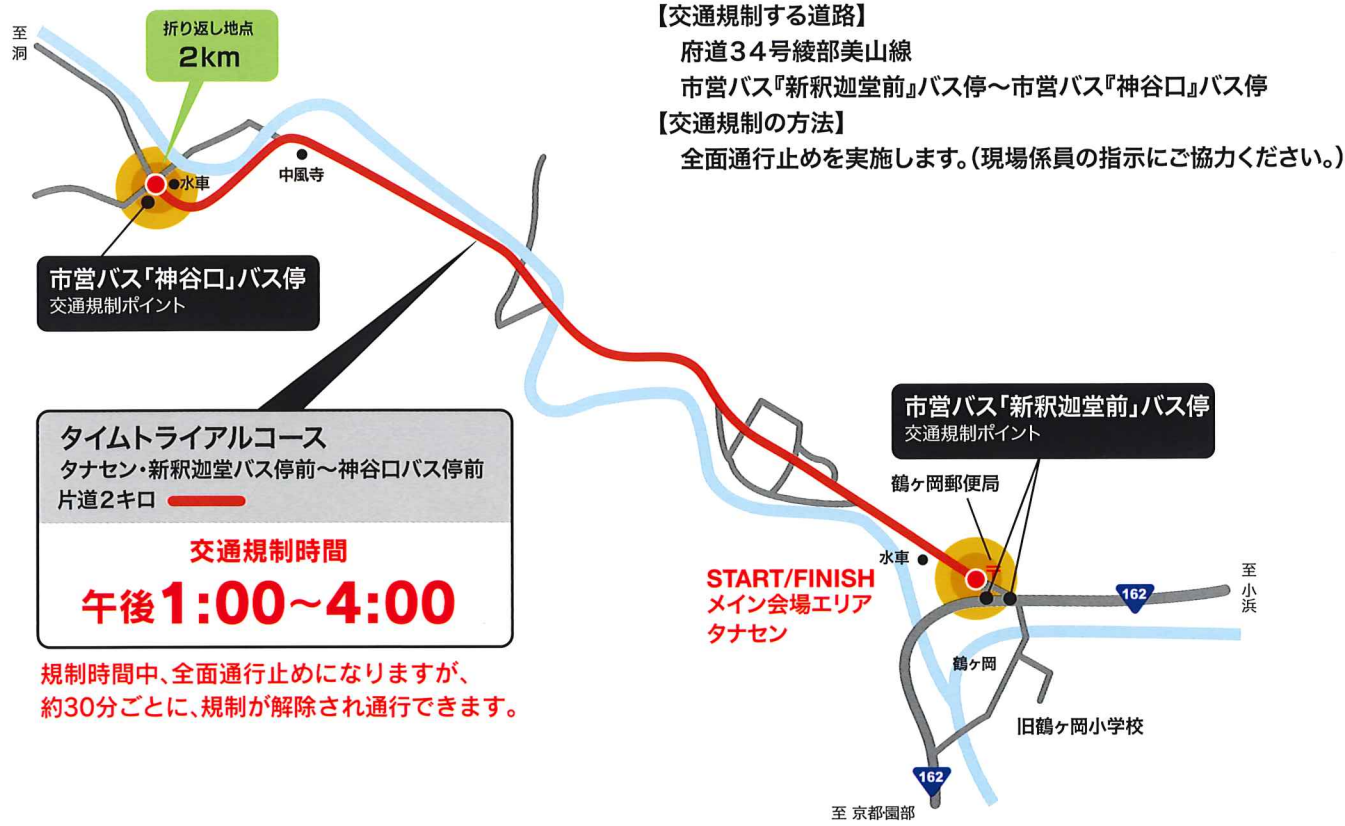 【交通規制する道路】
府道34号綾部美山線
市営バス『新釈迦堂前』バス停～市営バス『神谷口』バス停
【交通規制の方法】
全面通行止めを実施します。(現場係員の指示にご協力ください。)
至
洞
折り返し地点
2km
水車
中風寺
市営バス「神谷口」バス停
交通規制ポイント
タイムトライアルコース
タナセン・新釈迦堂バス停前～神谷口バス停前
片道2キロ
交通規制時間
午後1:00～4:00
規制時間中、全面通行止めになりますが、
約30分ごとに、規制が解除され通行できます。
市営バス「新釈迦堂前」バス停
交通規制ポイント
鶴ヶ岡郵便局
水車
〒
START/FINISH
メイン会場エリア
タナセン
162
至
小浜
鶴ヶ岡
旧鶴ヶ岡小学校
162
至 京都・園部